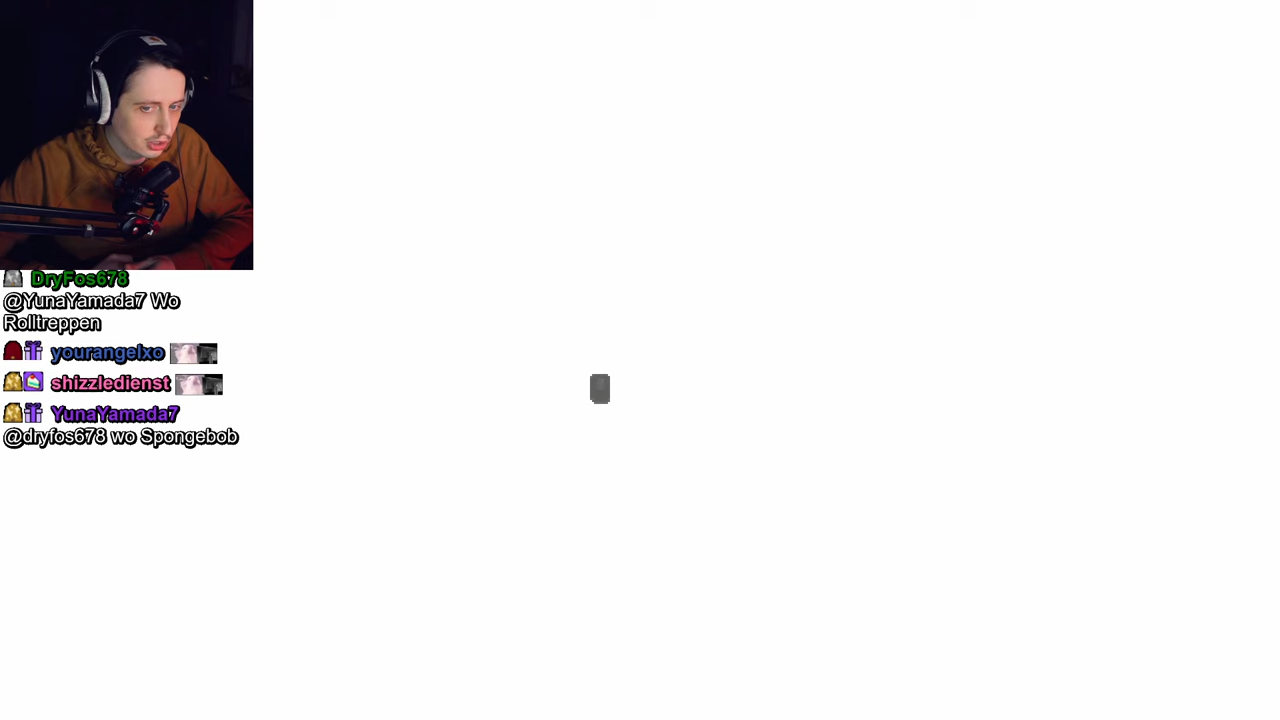 DryFos678
@YunaYamada7 Wo
Rolltreppen
yourangelxo
shizzledienst
YunaYamada7
@dryfos678 wo Spongebob